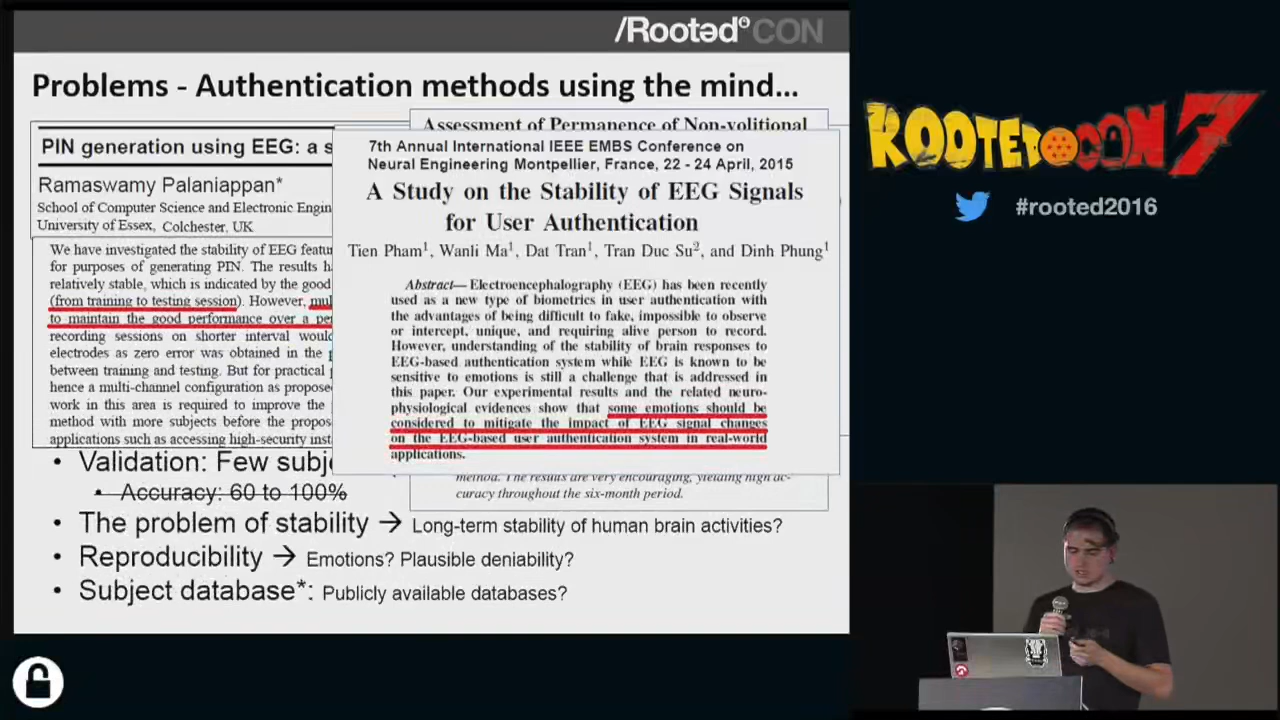 /RootedCON
Problems - Authentication methods using the mind...
PIN generation using EEG: a s
Ramaswamy Palaniappan*
School of Computer Science and Electronic Engin
University of Essex, Colchester, UK
We have investigated the stability of EEG featu
for purposes of generating PIN. The results h
relatively stable, which is indicated by the good
(from training to testing session). However, mul
to maintain the good performance over a per
recording sessions on shorter interval would
electrodes as zero error was obtained in the p
between training and testing. But for practical p
hence a multi-channel configuration as propose
work in this area is required to improve the
method with more subjects before the propos
applications such as accessing high-security inst
Assessment of Permanence of Non-volitional
7th Annual International IEEE EMBS Conference on
Neural Engineering Montpellier, France, 22 - 24 April, 2015
A Study on the Stability of EEG Signals
for User Authentication
Tien Pham¹, Wanli Ma¹, Dat Tran¹, Tran Duc Su², and Dinh Phung¹
Abstract— Electroencephalography (EEG) has been recently
used as a new type of biometrics in user authentication with
the advantages of being difficult to fake, impossible to observe
or intercept, unique, and requiring alive person to record.
However, understanding of the stability of brain responses to
EEG-based authentication system while EEG is known to be
sensitive to emotions is still a challenge that is addressed in
this paper. Our experimental results and the related neuro-
physiological evidences show that some emotions should be
considered to mitigate the impact of EEG signal changes
on the EEG-based user authentication system in real-world
applications.
method. The results are very encouraging, yielding high ac-
curacy throughout the six-month period.
• Validation: Few subje
• Accuracy: 60 to 100%
• The problem of stability → Long-term stability of human brain activities?
• Reproducibility → Emotions? Plausible deniability?
• Subject database*: Publicly available databases?
ROOTEDCON 7
#rooted2016